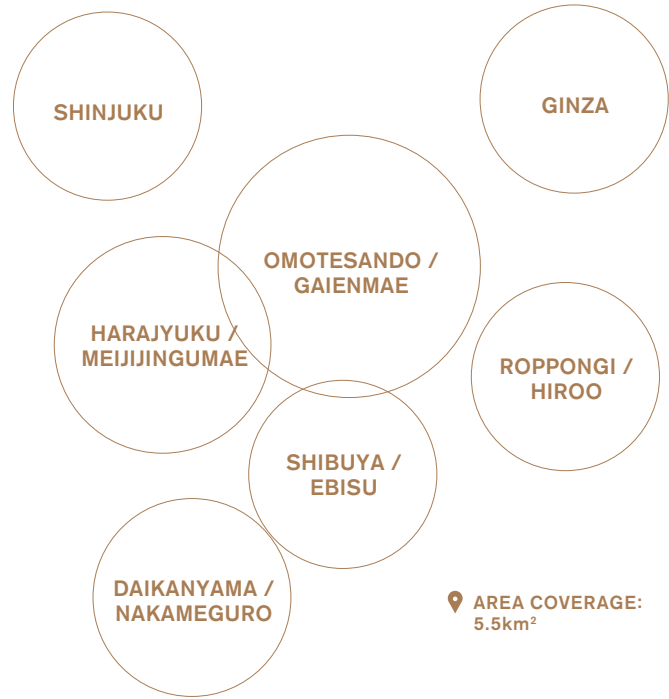 SHINJUKU
GINZA
OMOTESANDO /
GAIENMAE
HARAJYUKU /
MEIJIJINGUMAE
ROPPONGI /
HIROO
SHIBUYA /
EBISU
DAIKANYAMA /
NAKAMEGURO
AREA COVERAGE:
5.5km²